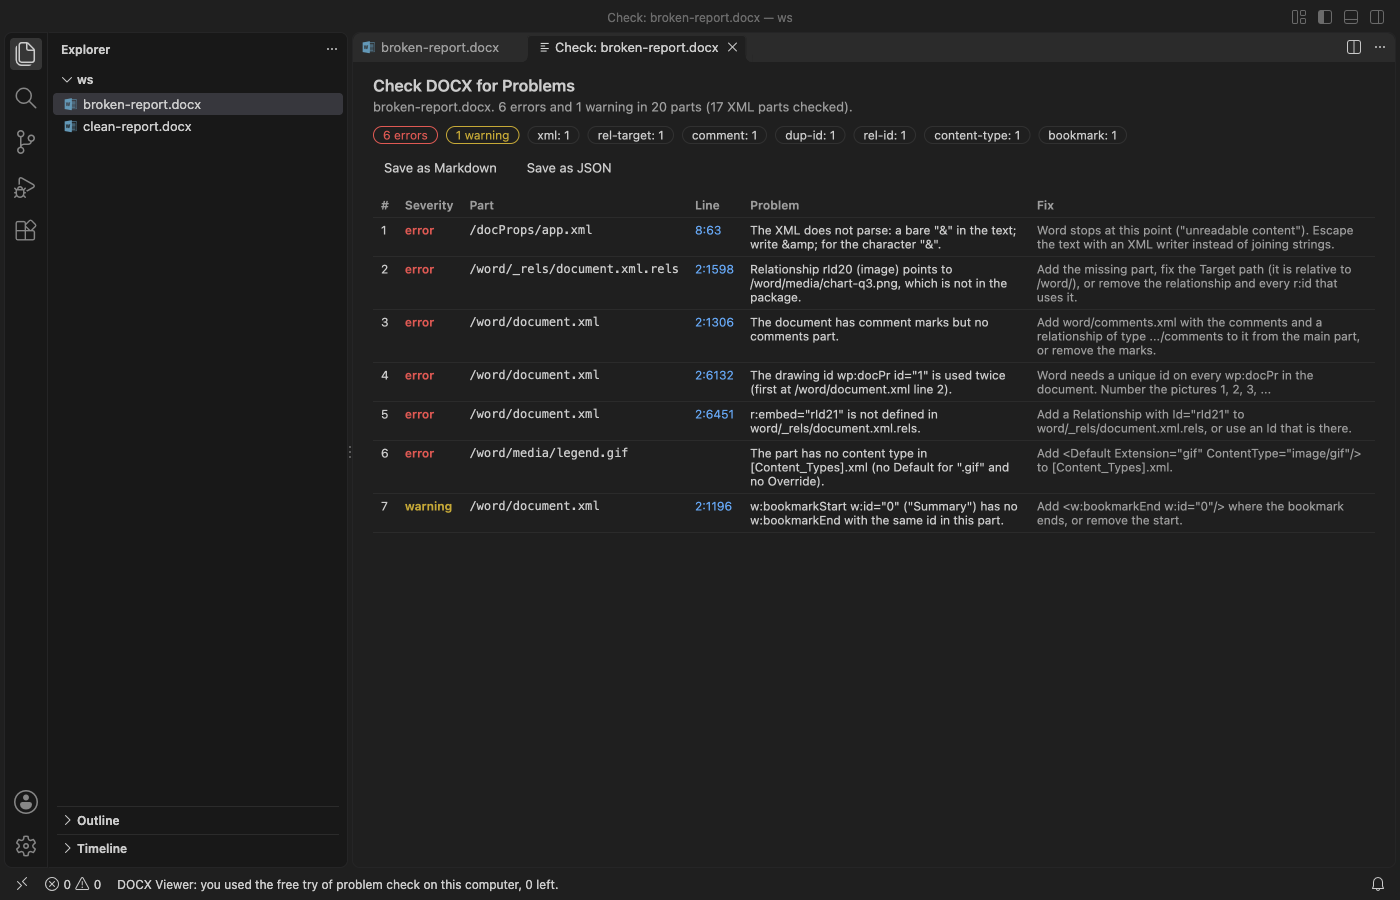 Check: broken-report.docx — ws
Explorer
ws
broken-report.docx
clean-report.docx
Outline
Timeline
broken-report.docx
Check: broken-report.docx
Check DOCX for Problems
broken-report.docx. 6 errors and 1 warning in 20 parts (17 XML parts checked).
6 errors 1 warning xml: 1 rel-target: 1 comment: 1 dup-id: 1 rel-id: 1 content-type: 1 bookmark: 1
Save as Markdown Save as JSON
# Severity Part Line Problem Fix
1 error /docProps/app.xml 8:63
The XML does not parse: a bare "&" in the text;
write &amp; for the character "&".
Word stops at this point ("unreadable content"). Escape
the text with an XML writer instead of joining strings.
2 error /word/_rels/document.xml.rels 2:1598
Relationship rId20 (image) points to
/word/media/chart-q3.png, which is not in the
package.
Add the missing part, fix the Target path (it is relative to
/word/), or remove the relationship and every r:id that
uses it.
3 error /word/document.xml 2:1306
The document has comment marks but no
comments part.
Add word/comments.xml with the comments and a
relationship of type .../comments to it from the main part,
or remove the marks.
4 error /word/document.xml 2:6132
The drawing id wp:docPr id="1" is used twice
(first at /word/document.xml line 2).
Word needs a unique id on every wp:docPr in the
document. Number the pictures 1, 2, 3, ...
5 error /word/document.xml 2:6451
r:embed="rId21" is not defined in
word/_rels/document.xml.rels.
Add a Relationship with Id="rId21" to
word/_rels/document.xml.rels, or use an Id that is there.
6 error /word/media/legend.gif
The part has no content type in
[Content_Types].xml (no Default for ".gif" and
no Override).
Add <Default Extension="gif" ContentType="image/gif"/>
to [Content_Types].xml.
7 warning /word/document.xml 2:1196
w:bookmarkStart w:id="0" ("Summary") has no
w:bookmarkEnd with the same id in this part.
Add <w:bookmarkEnd w:id="0"/> where the bookmark
ends, or remove the start.
0 0 DOCX Viewer: you used the free try of problem check on this computer, 0 left.